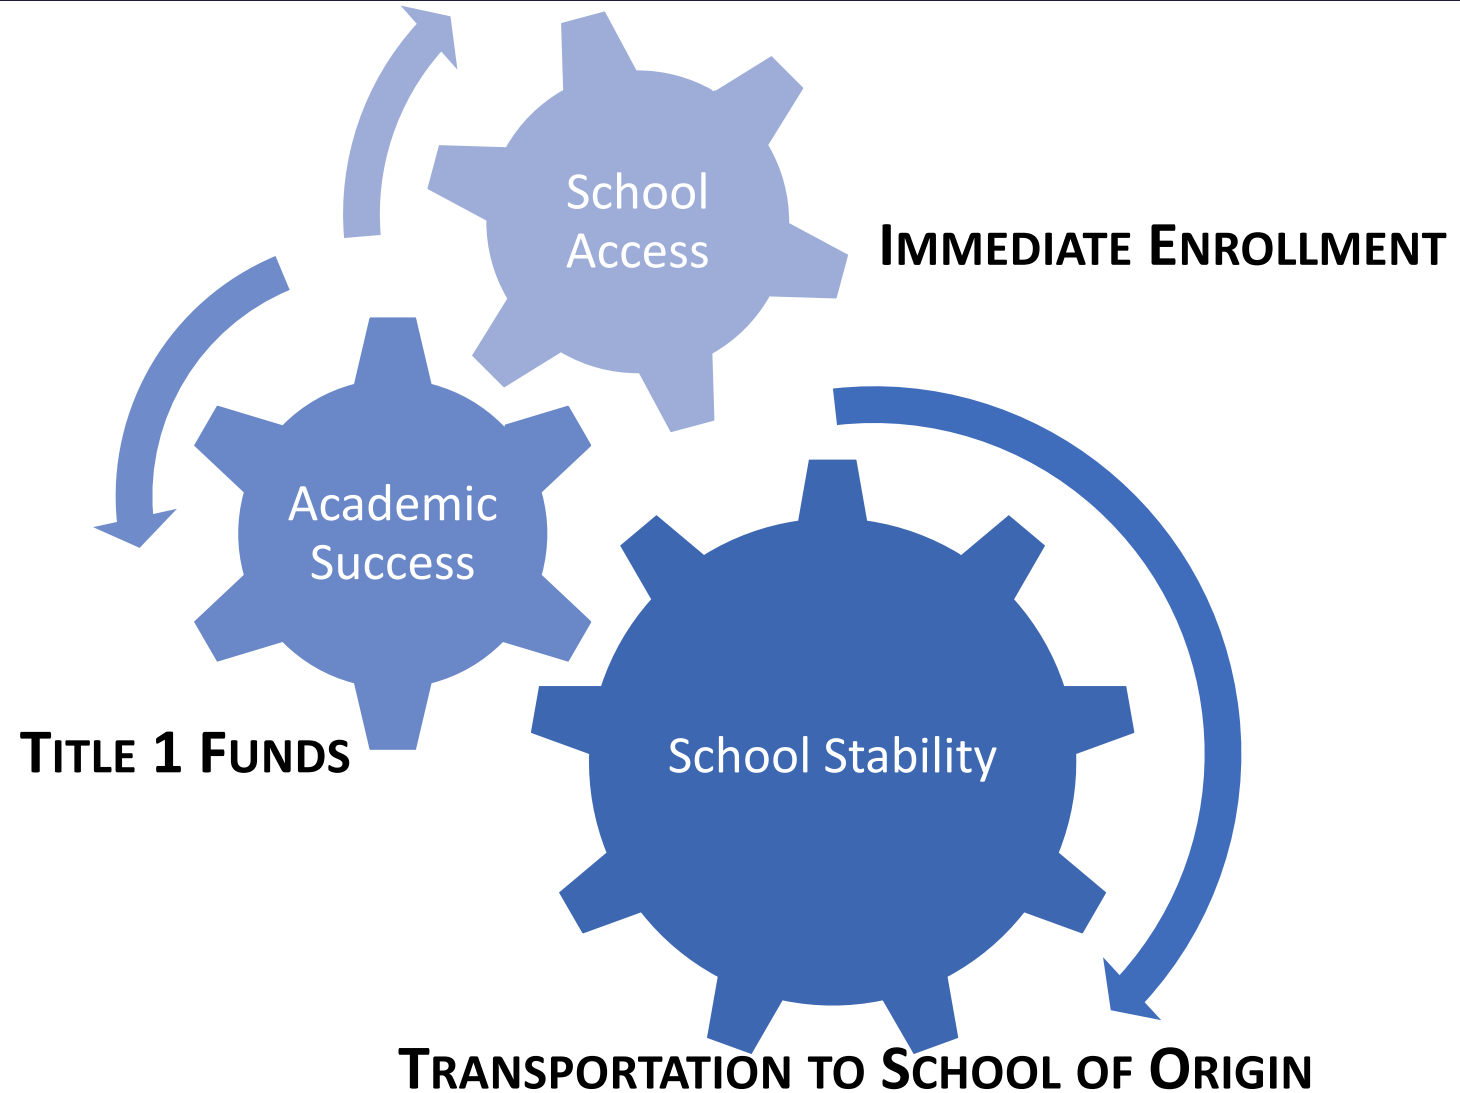 School
Access
IMMEDIATE ENROLLMENT
Academic
Success
TITLE 1 FUNDS
School Stability
TRANSPORTATION TO SCHOOL OF ORIGIN